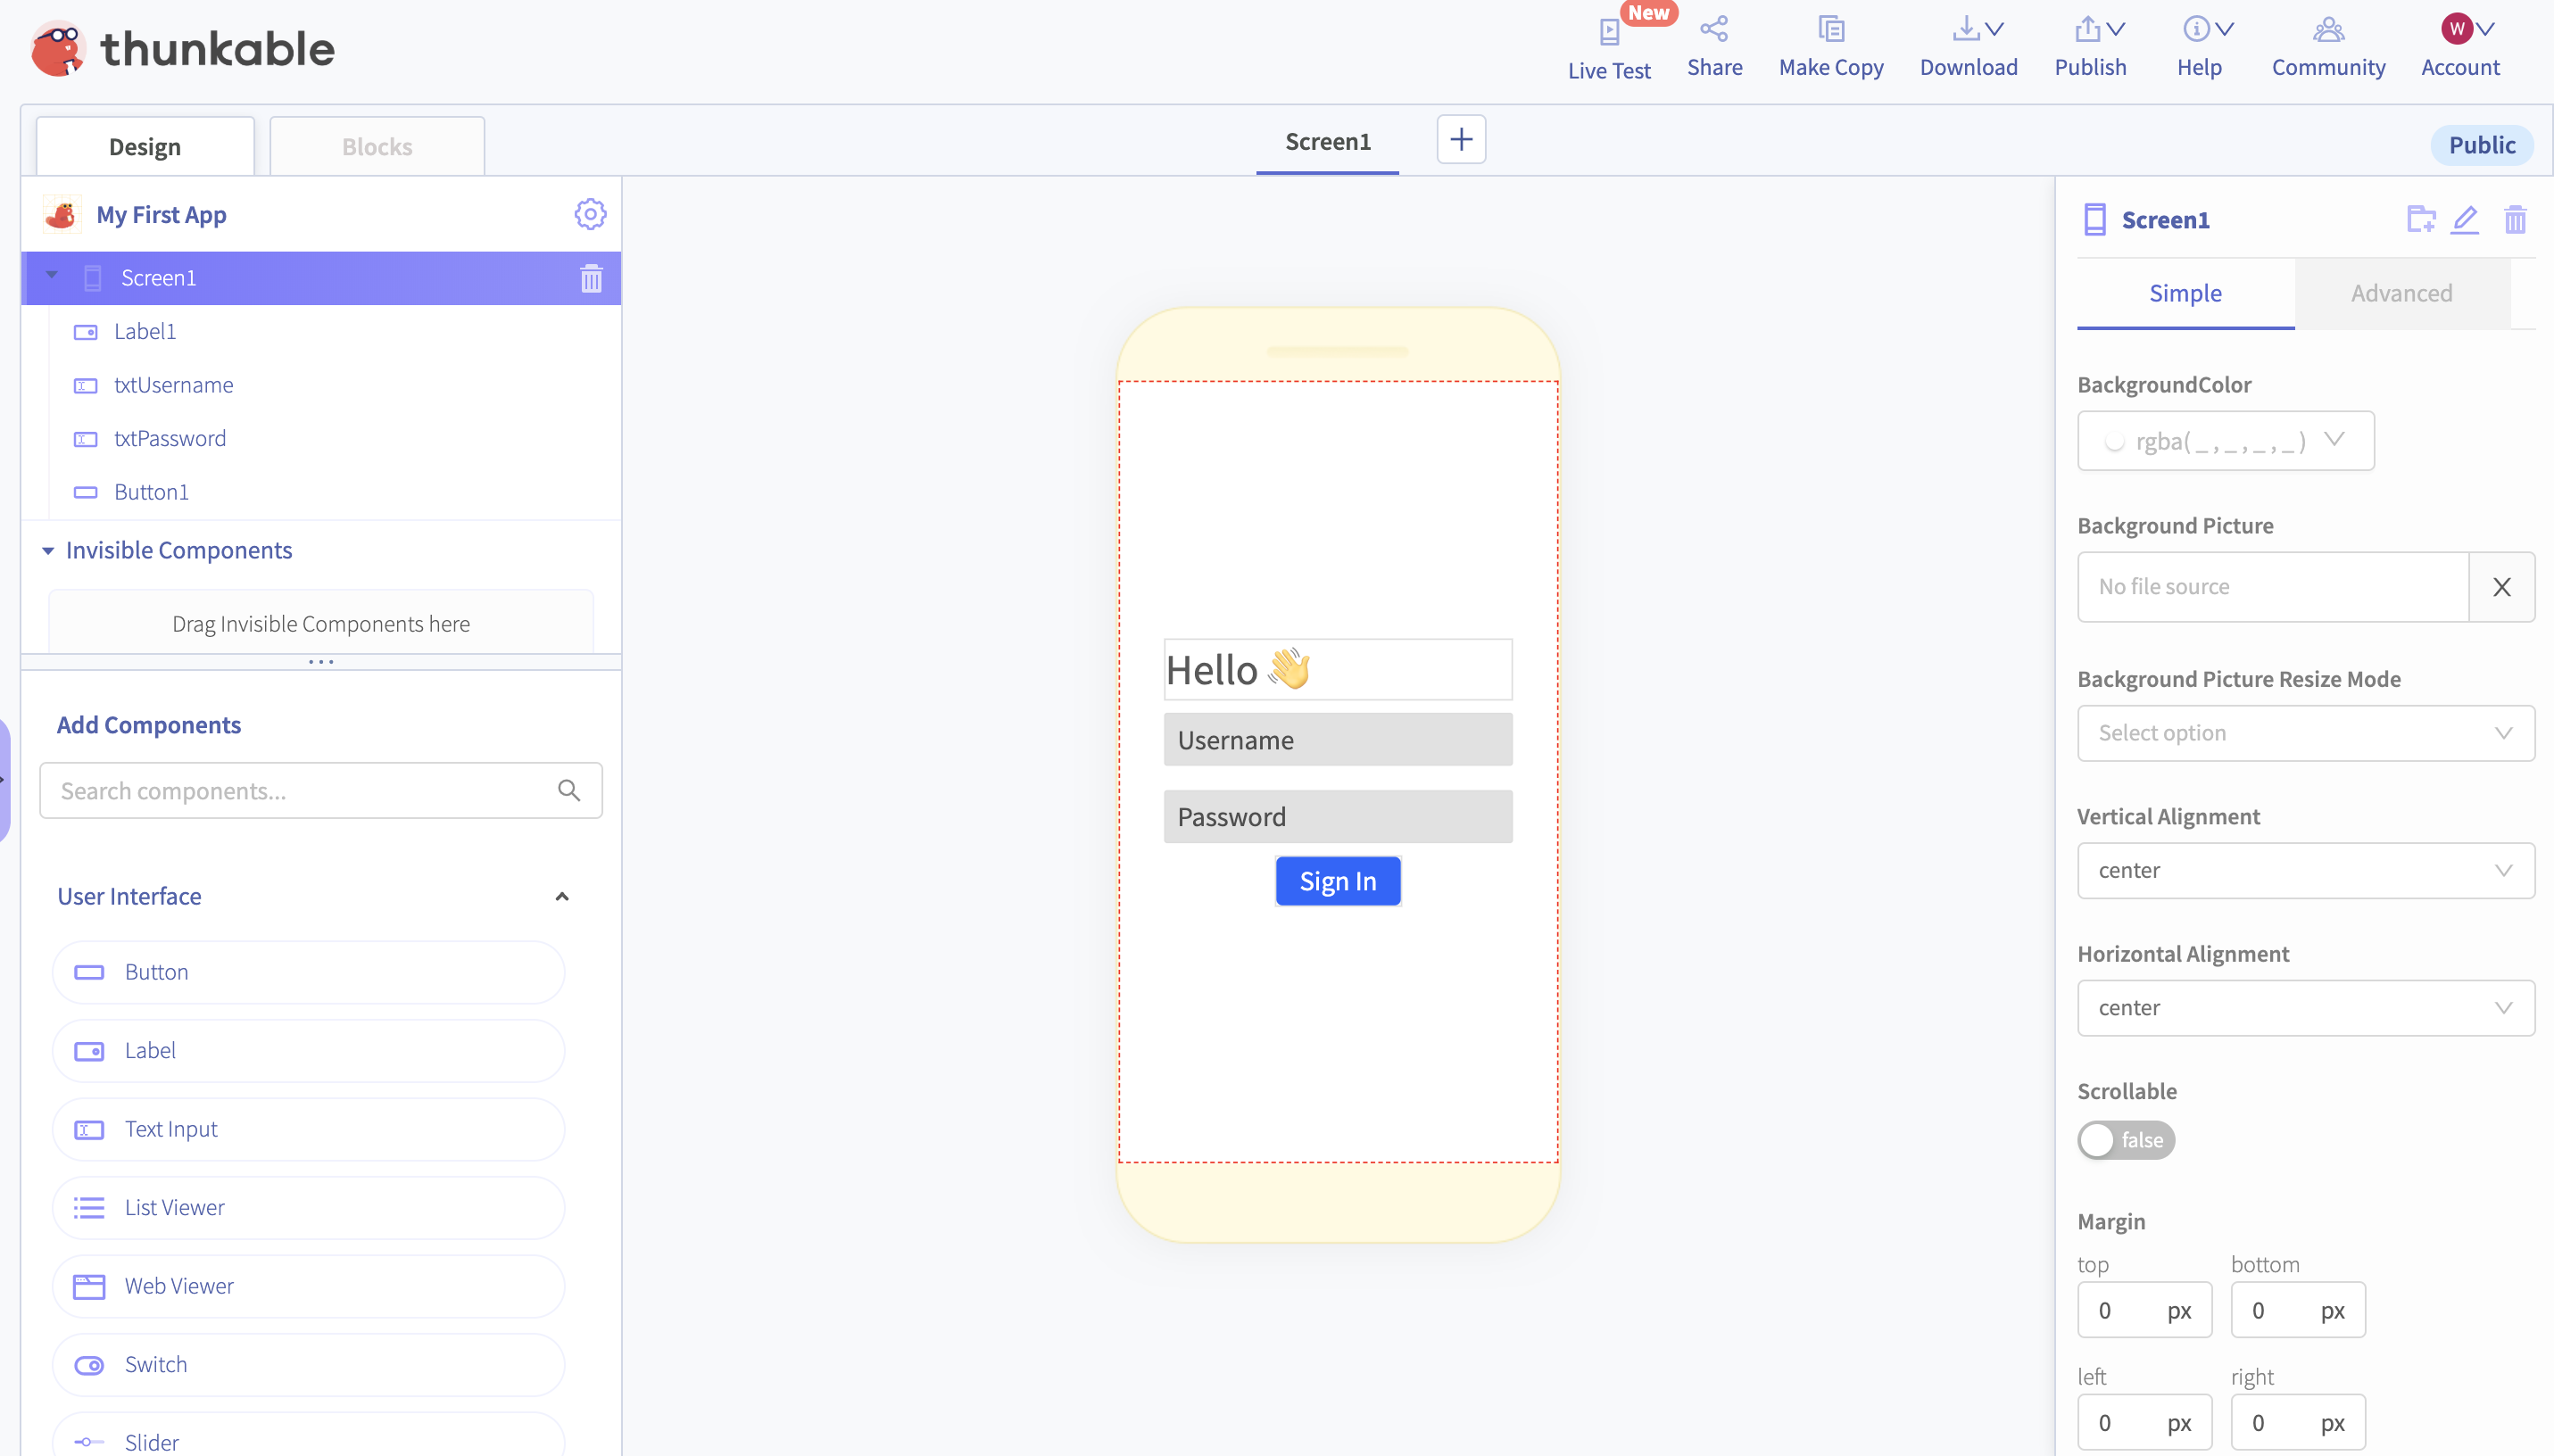 thunkable
New
Live Test
Share
Make Copy
Download
Publish
Help
W
Community
Account
Design
Blocks
Screen1
Public
My First App
Screen1
Label1
txtUsername
txtPassword
Button1
Invisible Components
Drag Invisible Components here
Add Components
Search components...
User Interface
Button
Label
Text Input
List Viewer
Web Viewer
Switch
Slider
Hello 👋
Username
Password
Sign In
Screen1
Simple
Advanced
BackgroundColor
rgba( _ , _ , _ , _ )
Background Picture
No file source
X
Background Picture Resize Mode
Select option
Vertical Alignment
center
Horizontal Alignment
center
Scrollable
false
Margin
top bottom
0 px 0 px
left right
0 px 0 px